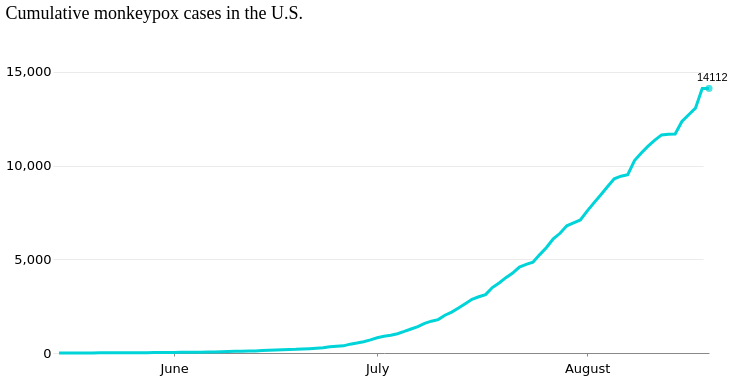 Cumulative monkeypox cases in the U.S.
15,000
14112
10,000
5,000
0
June July August